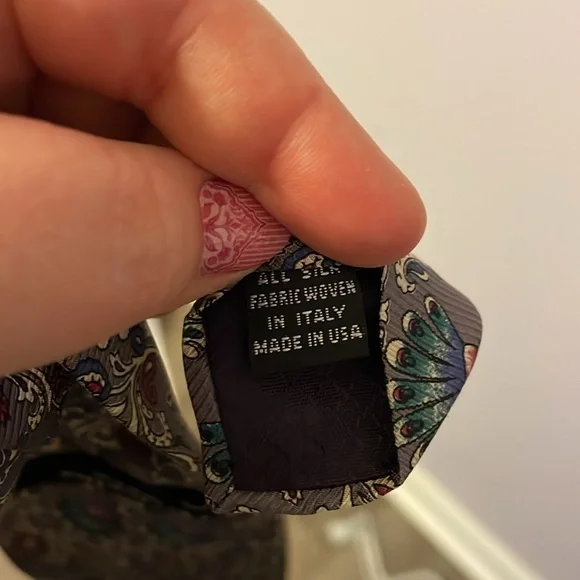 ALL SILK
FABRIC WOVEN
IN ITALY
MADE IN USA